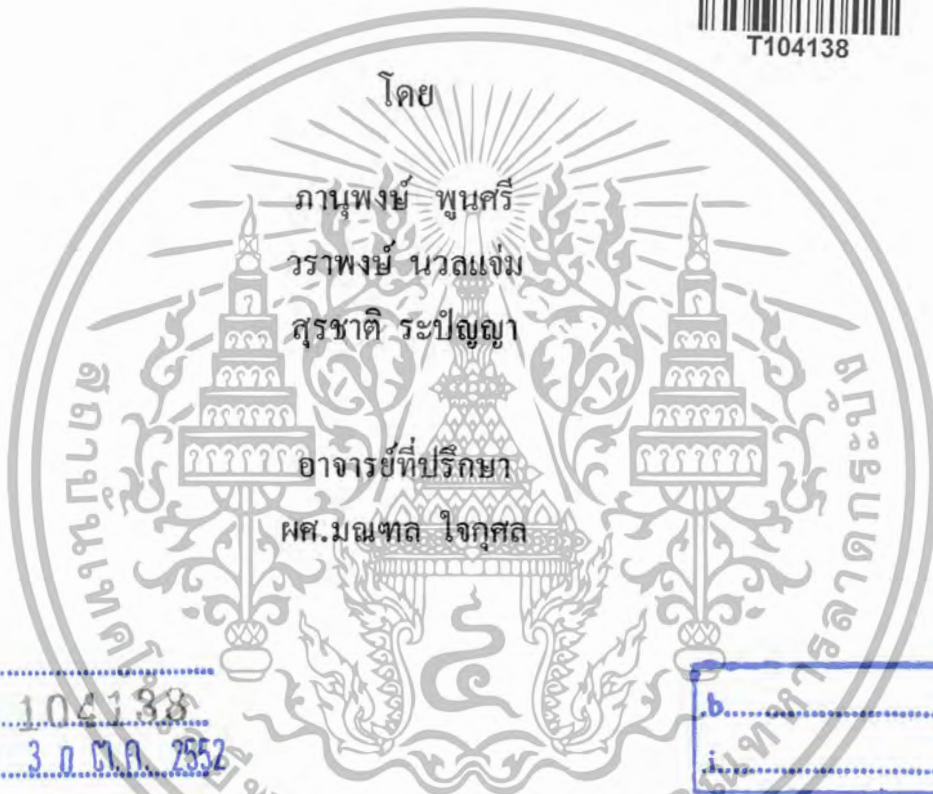 T104138
โดย
ภานุพงษ์ พูนศรี
วราพงษ์ นวลแจ่ม
สุรชาติ ระปัญญา
อาจารย์ที่ปรึกษา
ผศ.มณฑล ใจกุศล
104138
30 ต.ค. 2552
b
i